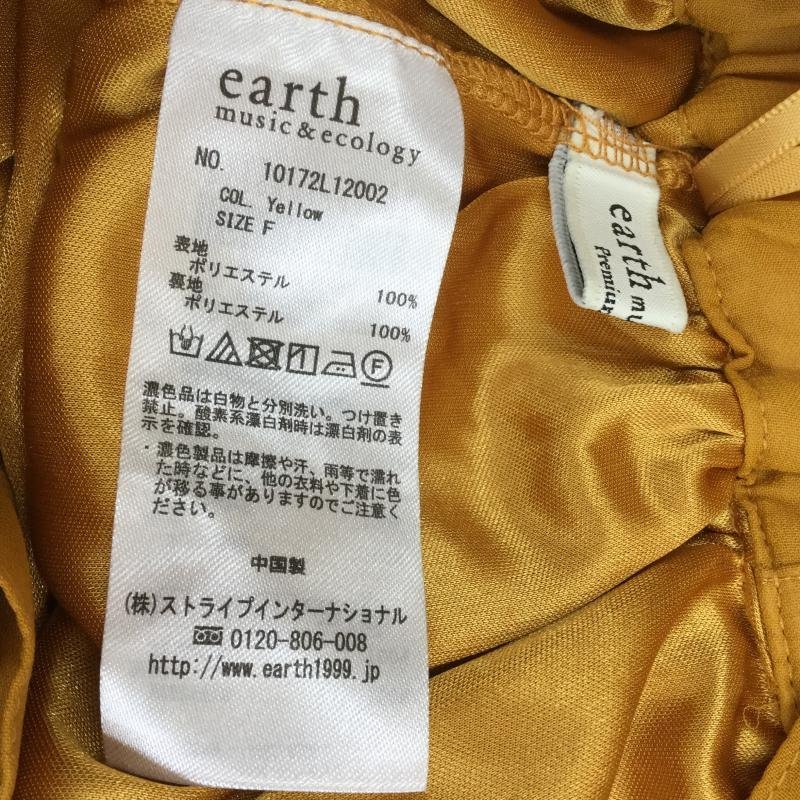 earth
music&ecology
NO. 10172L12002
COL. Yellow
SIZE F
表地
ポリエステル 100%
裏地
ポリエステル 100%
濃色品は白物と分別洗い。つけ置き
禁止。酸素系漂白剤時は漂白剤の表
示を確認。
・濃色製品は摩擦や汗、雨等で濡れ
た時などに、他の衣料や下着に色
が移る事がありますのでご注意く
ださい。
中国製
(株)ストライプインターナショナル
0120-806-008
http://www.earth1999.jp
earth mu
Premiu